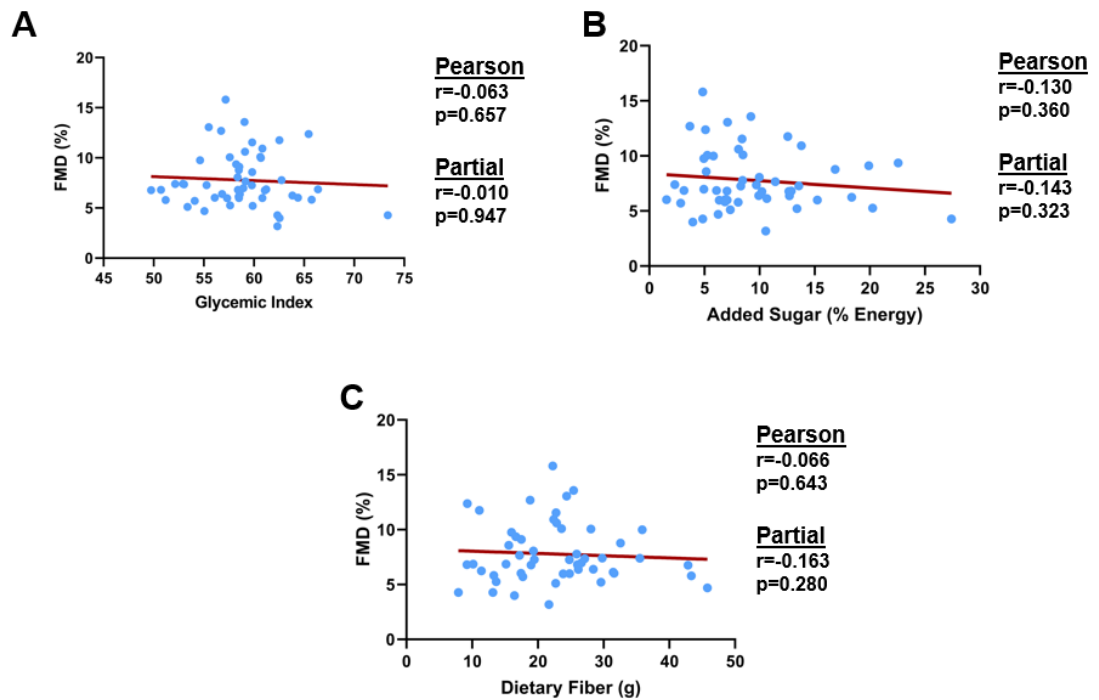 A
FMD (%)
20
15
10
5
0
45 50 55 60 65 70 75
Glycemic Index
Pearson
r=-0.063
p=0.657
Partial
r=-0.010
p=0.947
B
FMD (%)
20
15
10
5
0
0 5 10 15 20 25 30
Added Sugar (% Energy)
Pearson
r=-0.130
p=0.360
Partial
r=-0.143
p=0.323
C
FMD (%)
20
15
10
5
0
0 10 20 30 40 50
Dietary Fiber (g)
Pearson
r=-0.066
p=0.643
Partial
r=-0.163
p=0.280